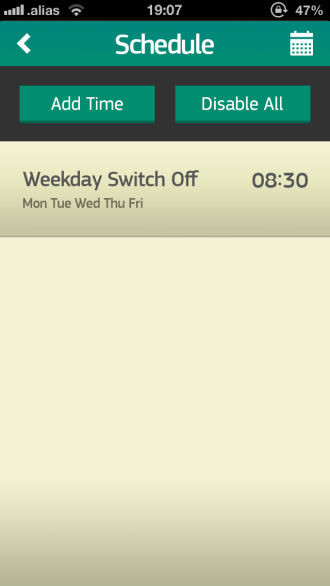 .alias 19:07 47%
Schedule
Add Time Disable All
Weekday Switch Off 08:30
Mon Tue Wed Thu Fri